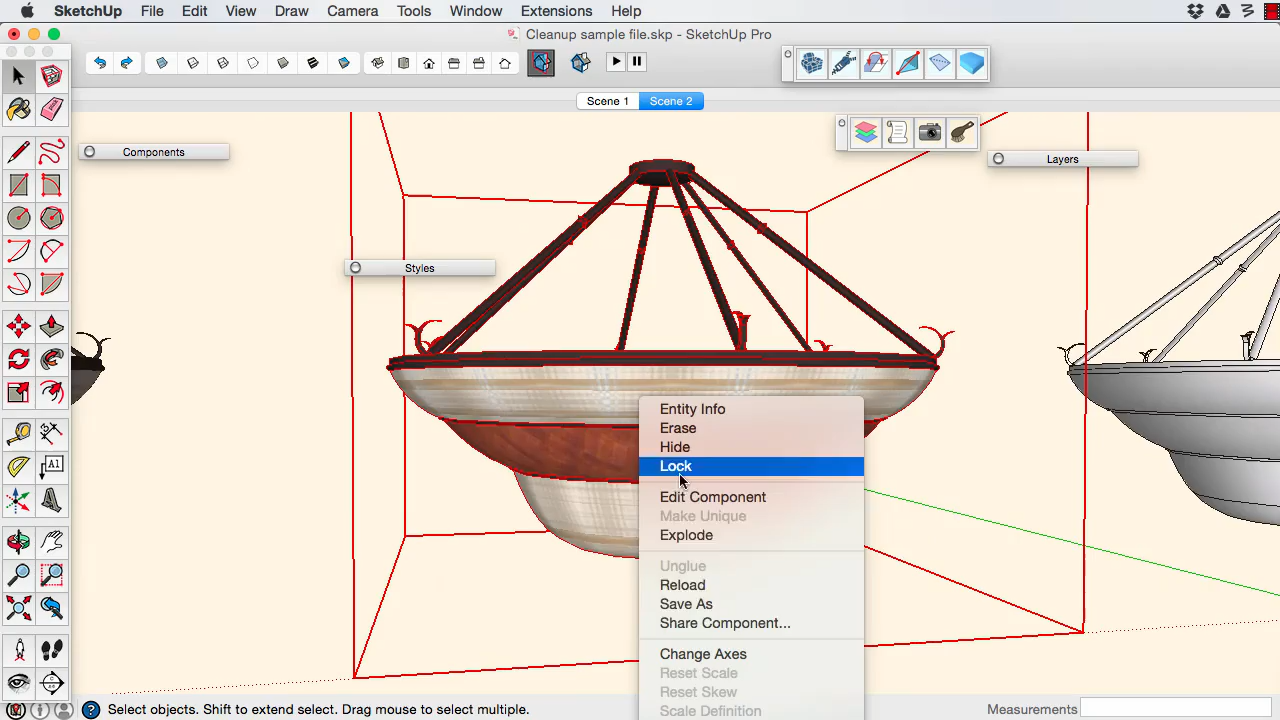 SketchUp File Edit View Draw Camera Tools Window Extensions Help
Cleanup sample file.skp - SketchUp Pro
Scene 1 Scene 2
Components
Layers
Styles
Entity Info
Erase
Hide
Lock
Edit Component
Make Unique
Explode
Unglue
Reload
Save As
Share Component...
Change Axes
Reset Scale
Reset Skew
Scale Definition
Select objects. Shift to extend select. Drag mouse to select multiple. Measurements